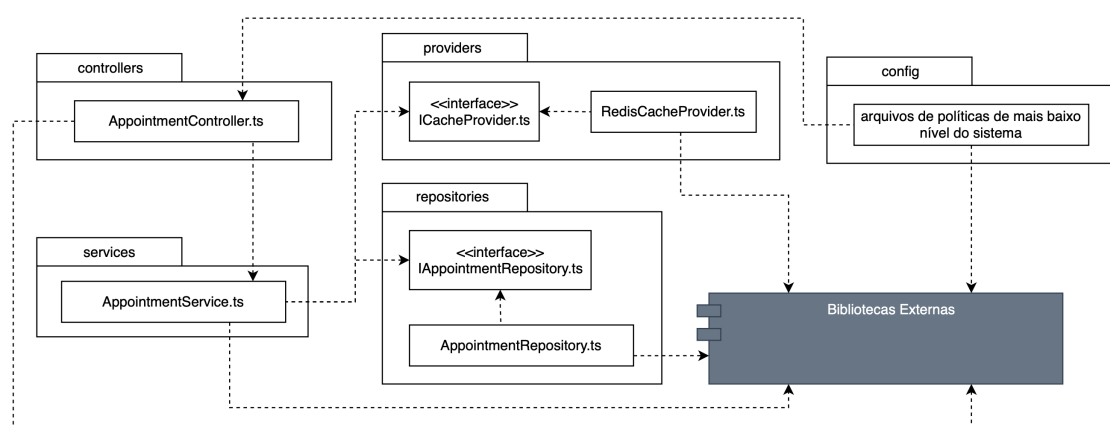 controllers
AppointmentController.ts
providers
<<interface>>
ICacheProvider.ts
RedisCacheProvider.ts
config
arquivos de políticas de mais baixo
nível do sistema
services
AppointmentService.ts
repositories
<<interface>>
IAppointmentRepository.ts
AppointmentRepository.ts
Bibliotecas Externas